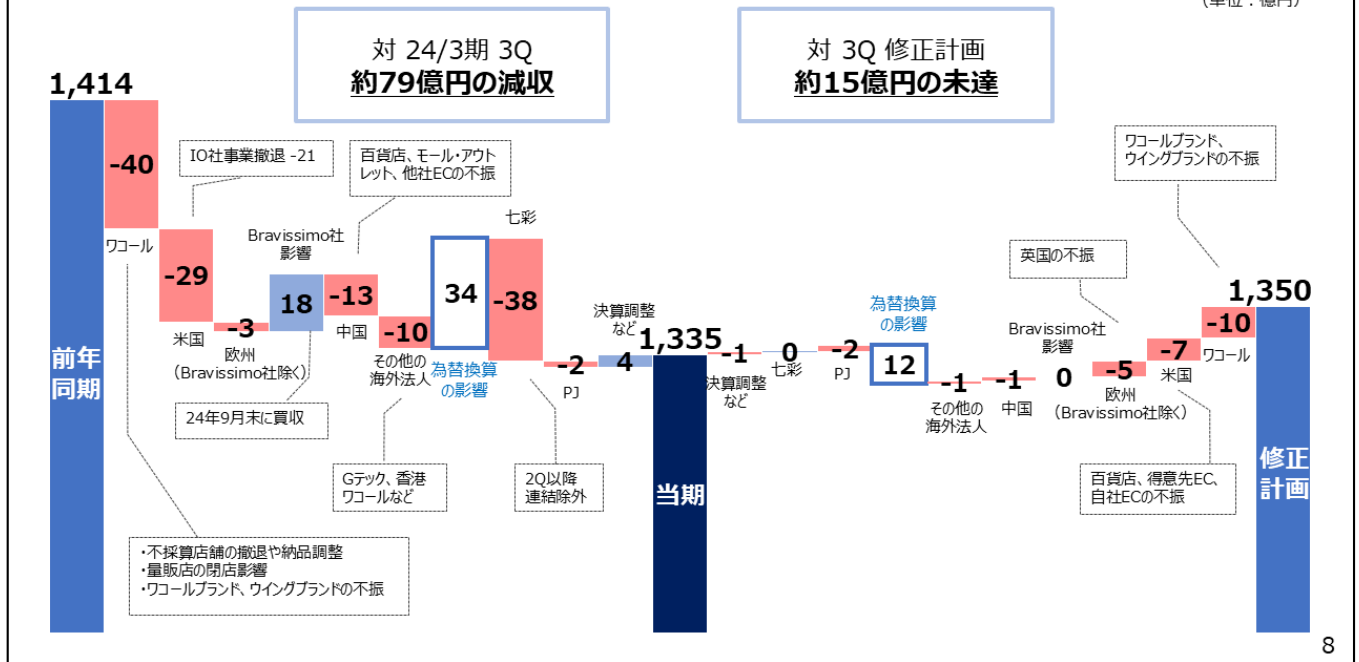 (単位:億円)
対 24/3期 3Q
約79億円の減収
対 3Q 修正計画
約15億円の未達
1,414
前年
同期
-40
ワコール
・不採算店舗の撤退や納品調整
・量販店の閉店影響
・ワコールブランド、ウイングブランドの不振
-29
米国
IO社事業撤退 -21
-3
欧州
(Bravissimo社除く)
Bravissimo社
影響
18
24年9月末に買収
-13
中国
百貨店、モール・アウト
レット、他社ECの不振
-10
その他の
海外法人
Gテック、香港
ワコールなど
34
為替換算
の影響
七彩
-38
2Q以降
連結除外
-2
PJ
決算調整
など
4
1,335
当期
-1
決算調整
など
0
七彩
-2
PJ
為替換算
の影響
12
-1
その他の
海外法人
-1
中国
Bravissimo社
影響
0
英国の不振
-5
欧州
(Bravissimo社除く)
-7
米国
百貨店、得意先EC、
自社ECの不振
ワコールブランド、
ウイングブランドの不振
-10
ワコール
1,350
修正
計画
8